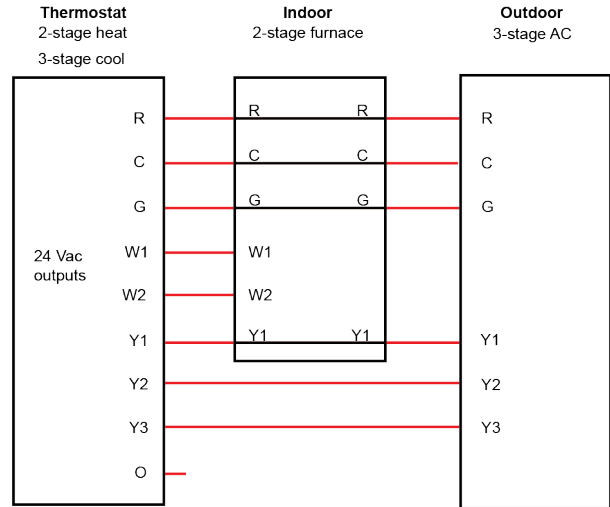 Thermostat
2-stage heat
3-stage cool
Indoor
2-stage furnace
Outdoor
3-stage AC
R
R
R
R
C
C
C
C
G
G
G
G
24 Vac
outputs
W1
W1
W2
W2
Y1
Y1
Y1
Y1
Y2
Y2
Y3
Y3
O